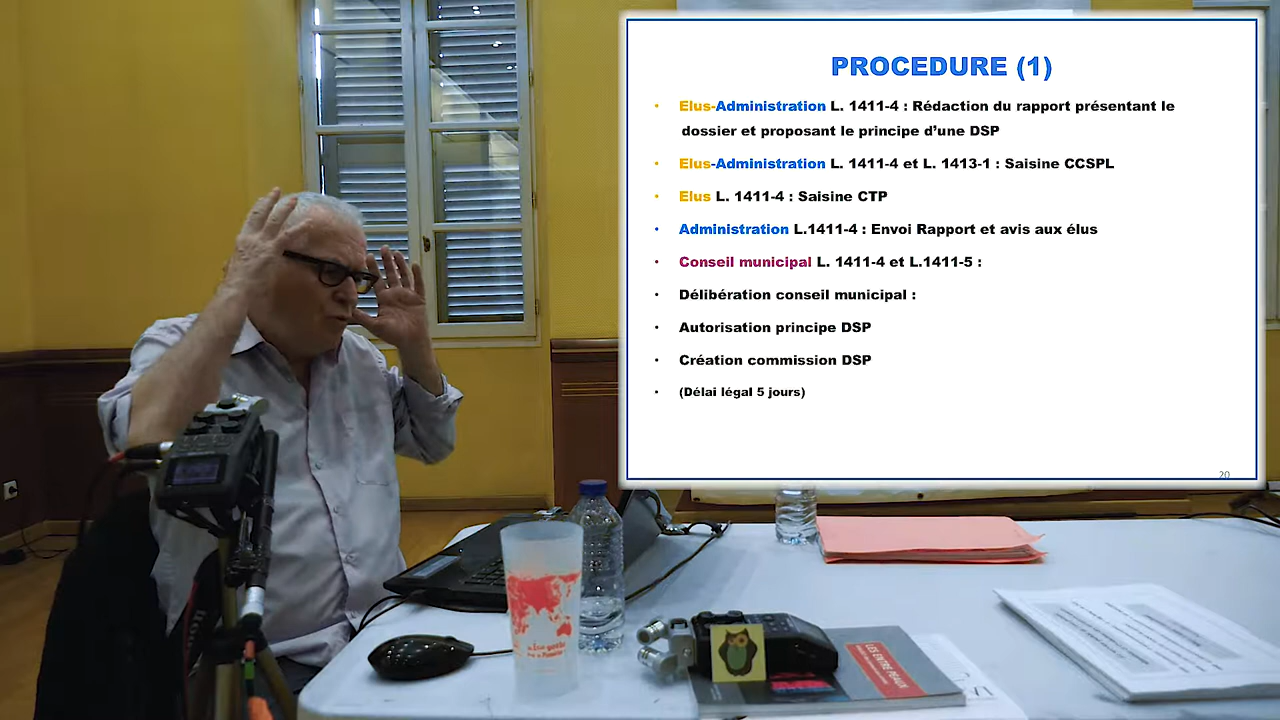 PROCEDURE (1)
• Elus-Administration L. 1411-4 : Rédaction du rapport présentant le
dossier et proposant le principe d’une DSP
• Elus-Administration L. 1411-4 et L. 1413-1 : Saisine CCSPL
• Elus L. 1411-4 : Saisine CTP
• Administration L.1411-4 : Envoi Rapport et avis aux élus
• Conseil municipal L. 1411-4 et L.1411-5 :
• Délibération conseil municipal :
• Autorisation principe DSP
• Création commission DSP
• (Délai légal 5 jours)
20
LES ENTRE PEAUX